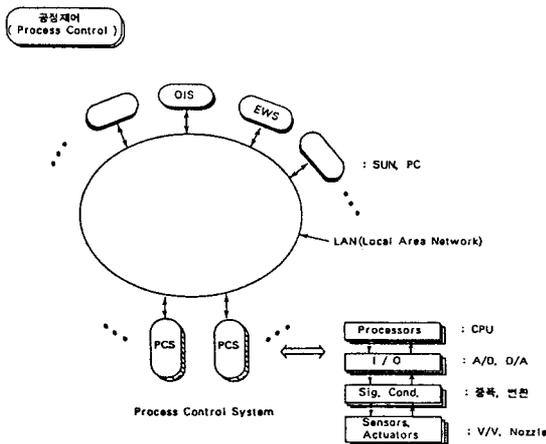 공정제어
( Process Control )
OIS
EWS
: SUN, PC
LAN(Local Area Network)
PCS
PCS
Processors : CPU
I / O : A/D, D/A
Sig. Cond. : 증폭, 변환
Sensors, Actuators : V/V, Nozzle
Process Control System